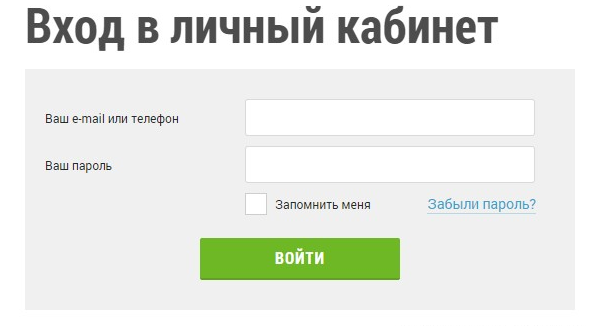 Вход в личный кабинет
Ваш e-mail или телефон
Ваш пароль
Запомнить меня Забыли пароль?
ВОЙТИ